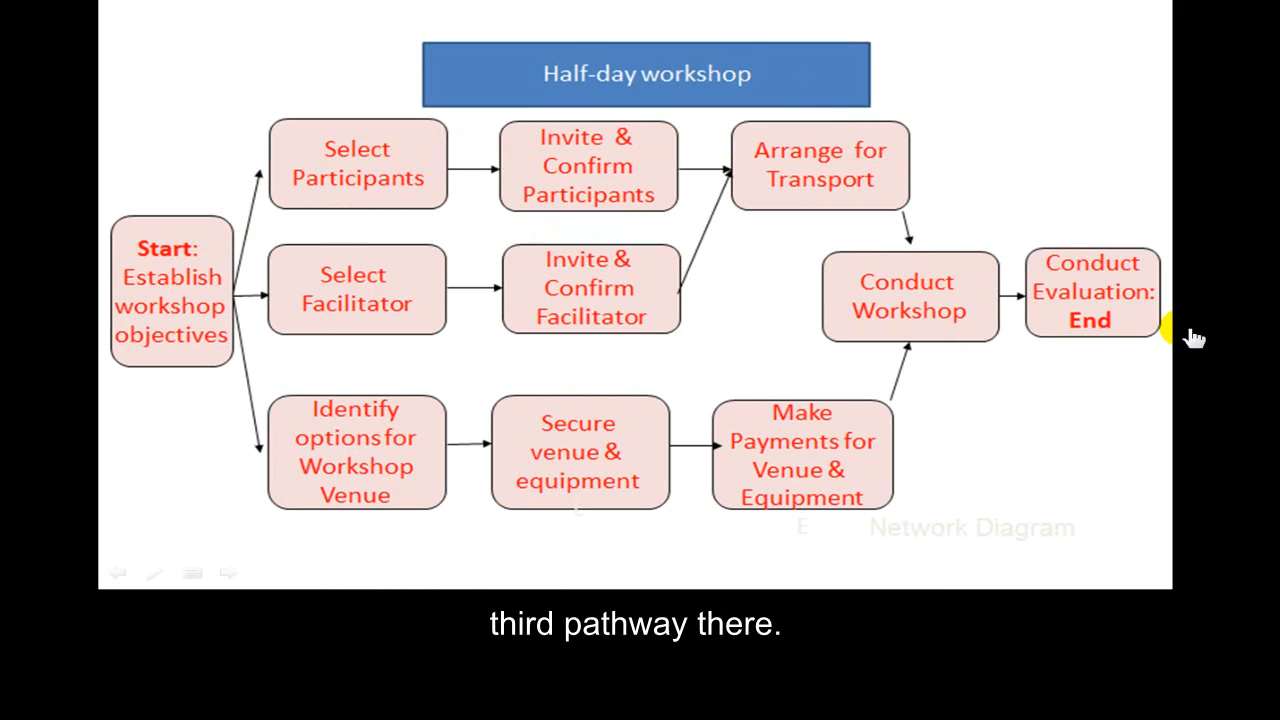 Half-day workshop
Select
Participants
Invite &
Confirm
Participants
Arrange for
Transport
Start:
Establish
workshop
objectives
Select
Facilitator
Invite &
Confirm
Facilitator
Conduct
Workshop
Conduct
Evaluation:
End
Identify
options for
Workshop
Venue
Secure
venue &
equipment
Make
Payments for
Venue &
Equipment
E
Network Diagram
third pathway there.